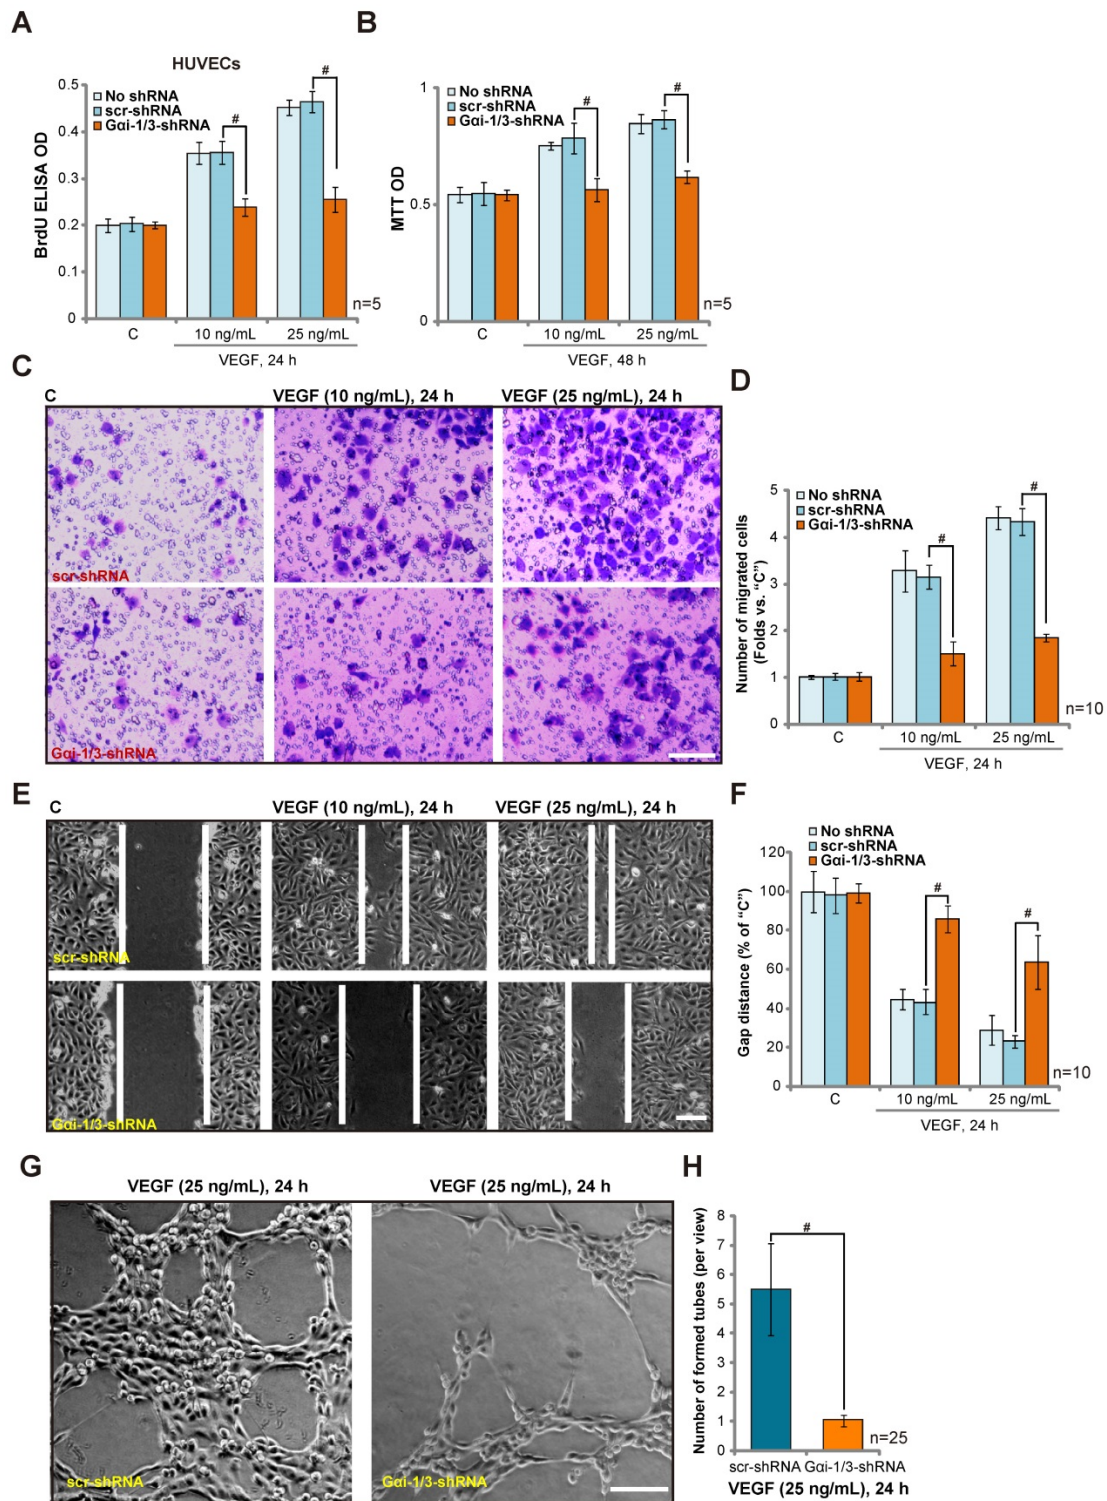 A
HUVECs
BrdU ELISA OD
0.5
0.4
0.3
0.2
0.1
0
No shRNA
scr-shRNA
Gαi-1/3-shRNA
#
#
n=5
C
10 ng/mL
25 ng/mL
VEGF, 24 h
B
MTT OD
1
0.5
0
No shRNA
scr-shRNA
Gαi-1/3-shRNA
#
#
n=5
C
10 ng/mL
25 ng/mL
VEGF, 48 h
C
C
VEGF (10 ng/mL), 24 h
VEGF (25 ng/mL), 24 h
scr-shRNA
Gαi-1/3-shRNA
D
Number of migrated cells
(Folds vs. “C”)
5
4
3
2
1
0
No shRNA
scr-shRNA
Gαi-1/3-shRNA
#
#
n=10
C
10 ng/mL
25 ng/mL
VEGF, 24 h
E
C
VEGF (10 ng/mL), 24 h
VEGF (25 ng/mL), 24 h
scr-shRNA
Gαi-1/3-shRNA
F
No shRNA
scr-shRNA
Gαi-1/3-shRNA
Gap distance (% of “C”)
120
100
80
60
40
20
0
#
#
n=10
C
10 ng/mL
25 ng/mL
VEGF, 24 h
G
VEGF (25 ng/mL), 24 h
VEGF (25 ng/mL), 24 h
scr-shRNA
Gαi-1/3-shRNA
H
Number of formed tubes (per view)
8
7
6
5
4
3
2
1
0
#
n=25
scr-shRNA
Gαi-1/3-shRNA
VEGF (25 ng/mL), 24 h